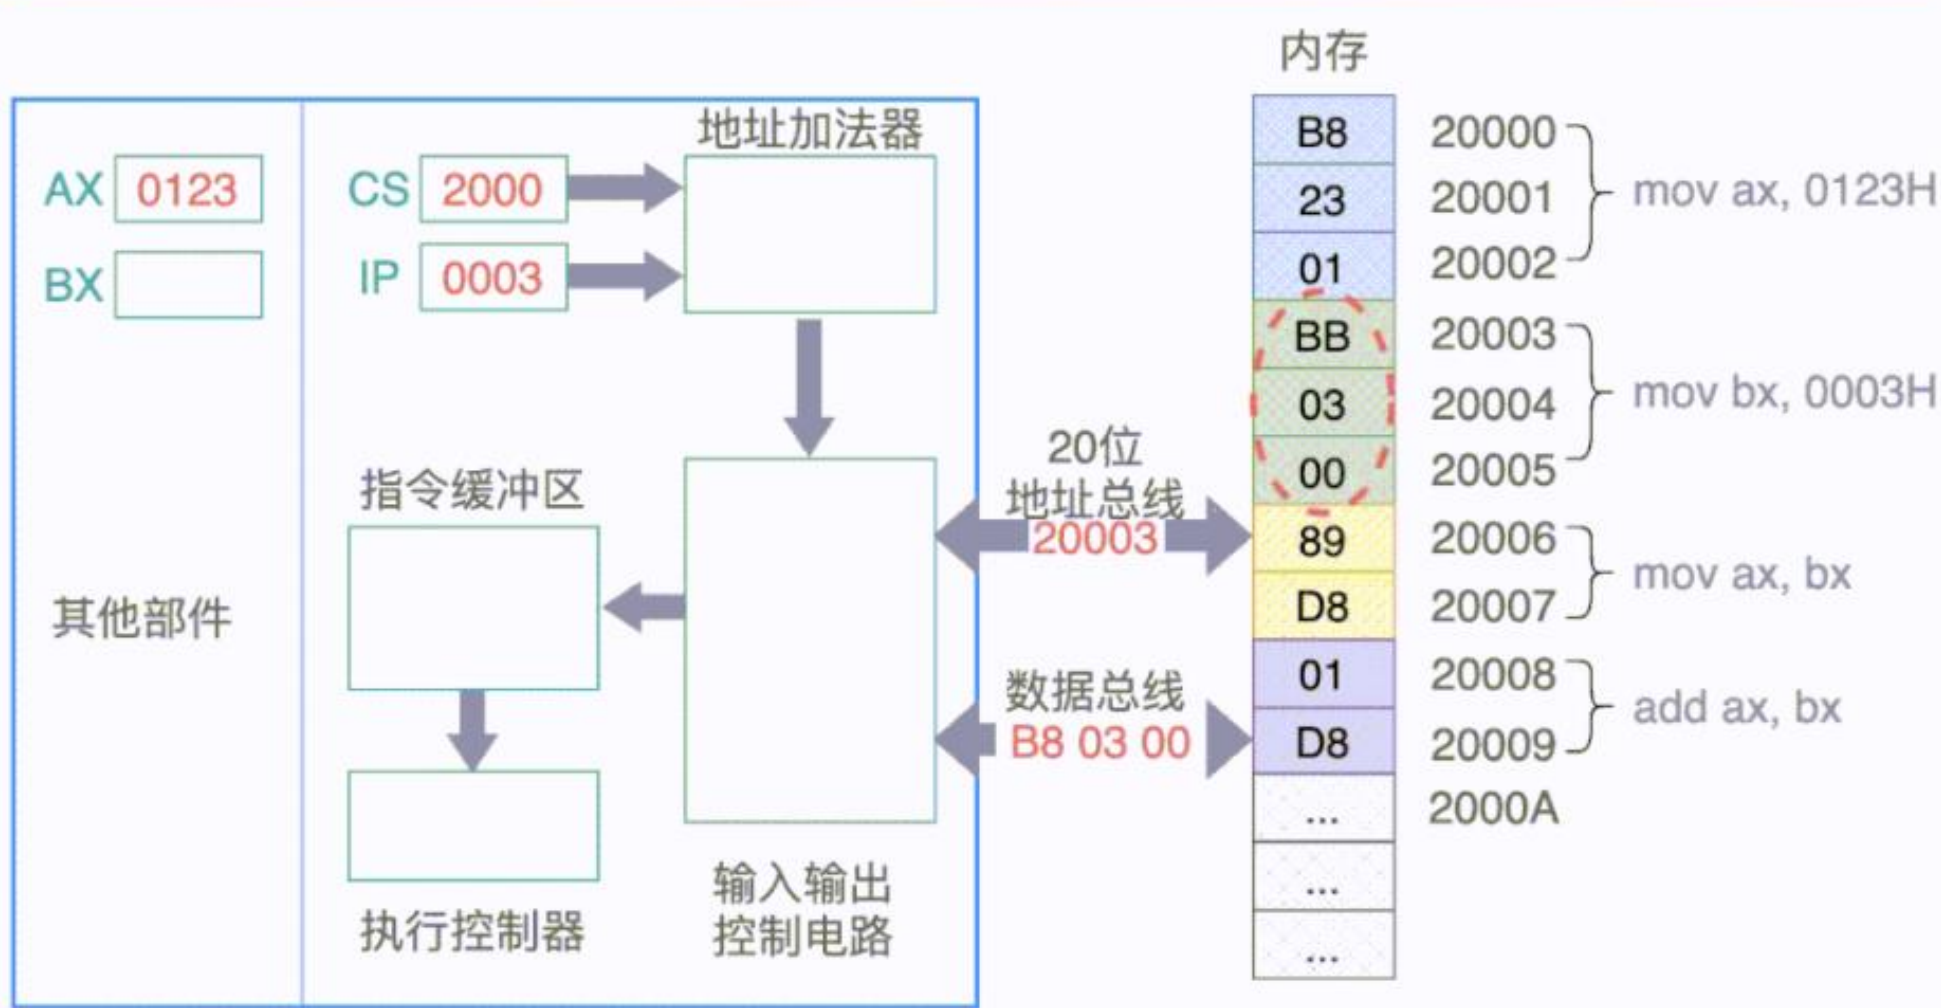 内存
地址加法器
AX 0123
CS 2000
BX
IP 0003
指令缓冲区
其他部件
执行控制器
输入输出
控制电路
20位
地址总线
20003
数据总线
B8 03 00
B8 20000
23 20001 mov ax, 0123H
01 20002
BB 20003
03 20004 mov bx, 0003H
00 20005
89 20006
D8 20007 mov ax, bx
01 20008
D8 20009 add ax, bx
... 2000A
...
...